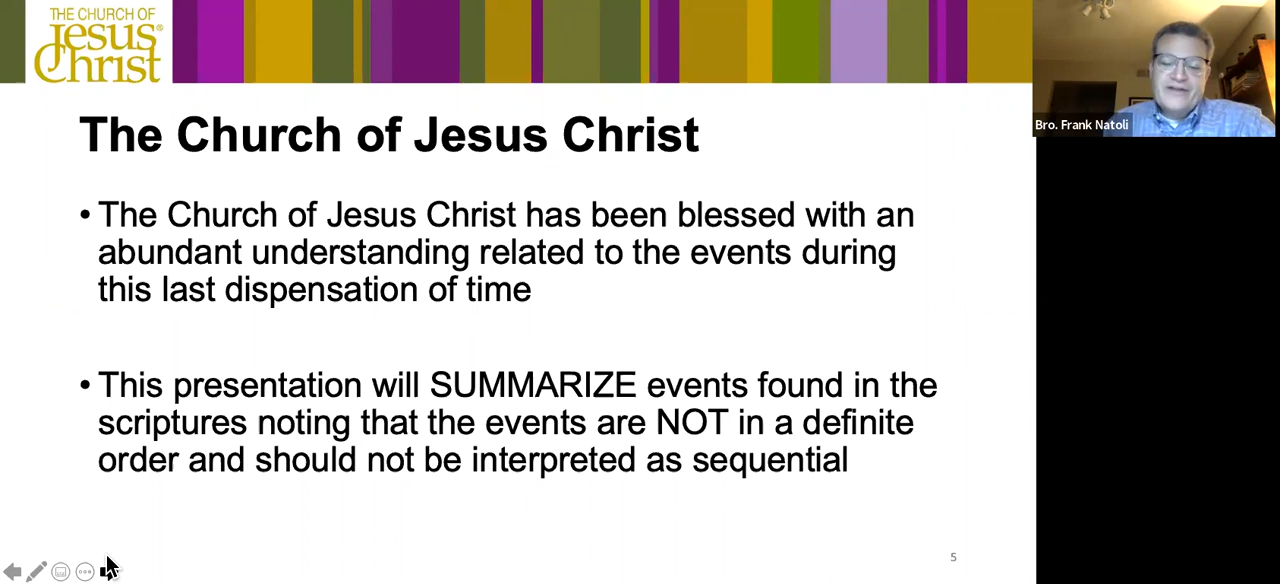 THE CHURCH OF
Jesus®
Christ
The Church of Jesus Christ
• The Church of Jesus Christ has been blessed with an
abundant understanding related to the events during
this last dispensation of time
• This presentation will SUMMARIZE events found in the
scriptures noting that the events are NOT in a definite
order and should not be interpreted as sequential
5
Bro. Frank Natoli